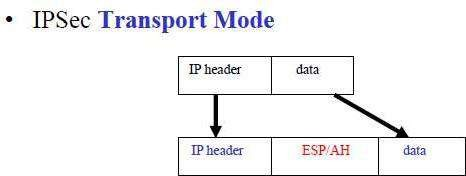 • IPSec Transport Mode
IP header data
IP header ESP/AH data